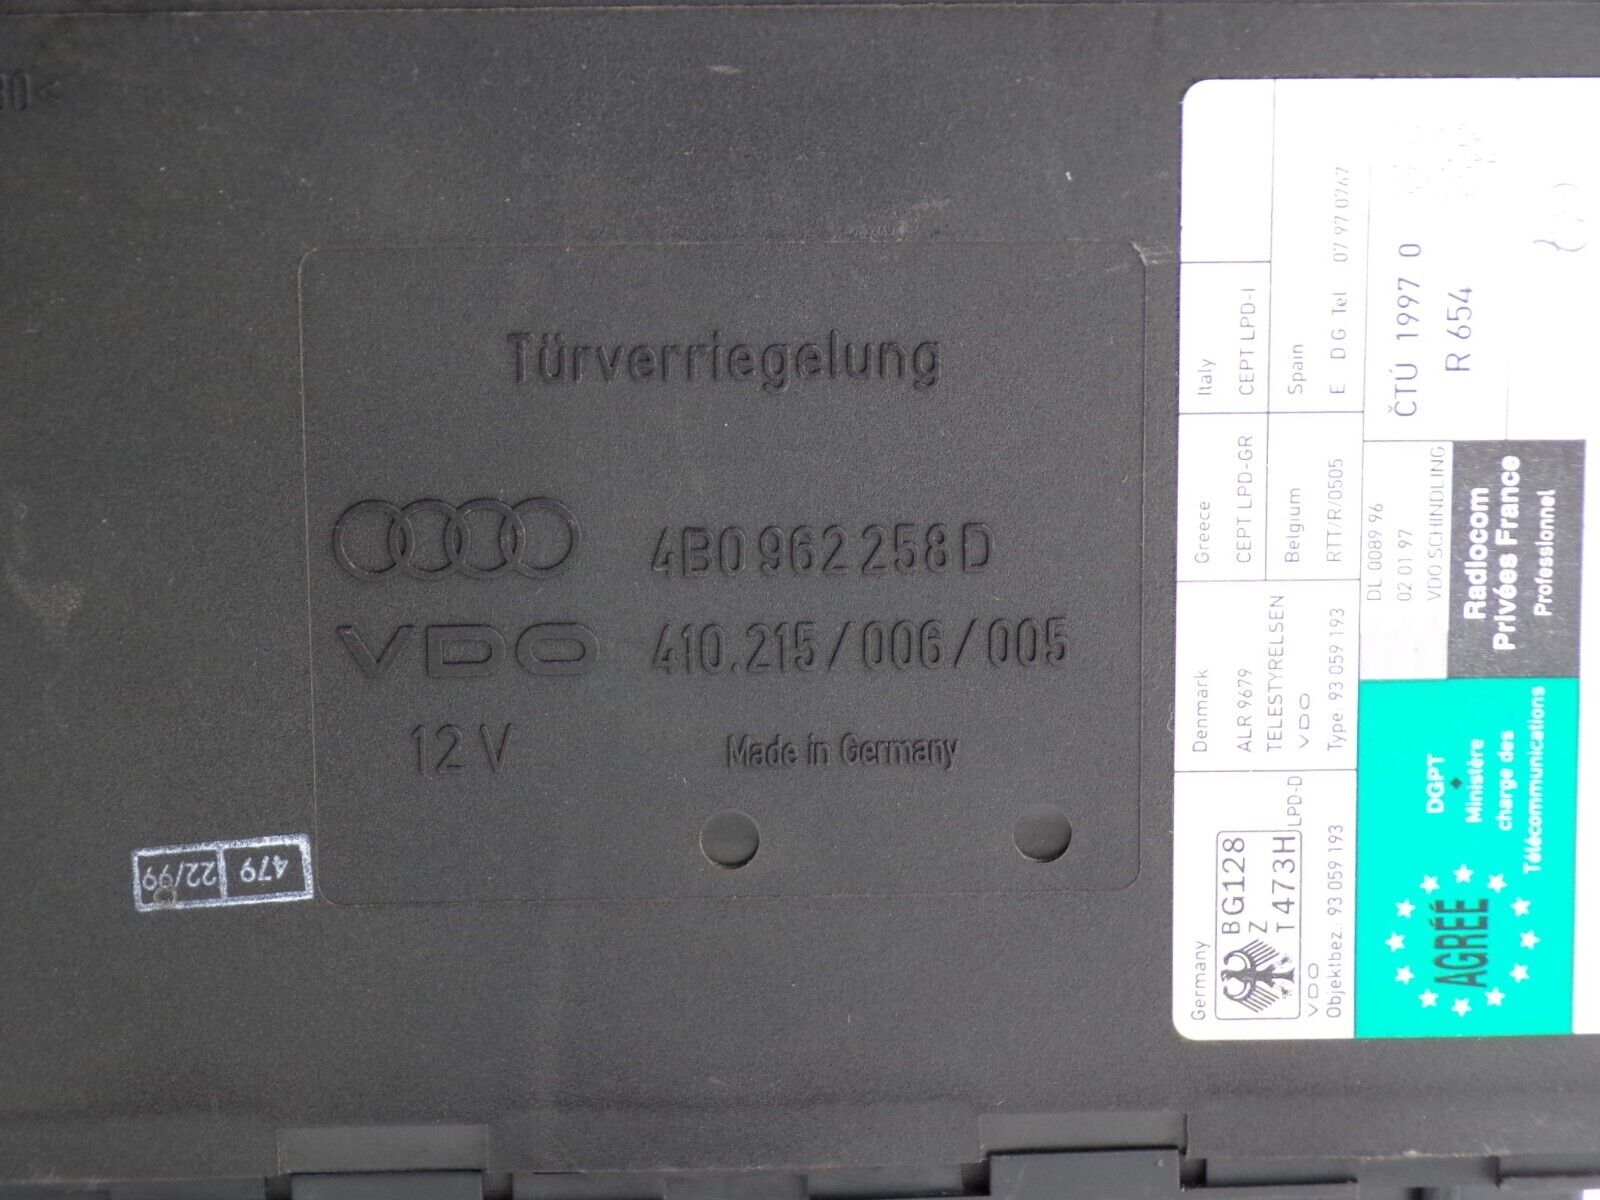 30<
Türverriegelung
4B0 962 258 D
VDO 410.215/006/005
12 V
Made in Germany
479
22/99
Germany
BG128
Z
T473H
LPD-D
VDO
Objektbez.: 93 059 193
Denmark
ALR 9679
TELESTYRELSEN
VDO
Type: 93 059 193
Greece
CEPT LPD-GR
Belgium
RTT/R/0505
Italy
CEPT LPD-I
Spain
E D G Tel 07 97 0767
DL 0089 96
02 01 97
VDO SCHINDLING
ČTÚ 1997 0
R 654
Radiocom
Privées France
Professionnel
DGPT
Ministère
charge des
Télécommunications
AGRÉÉ